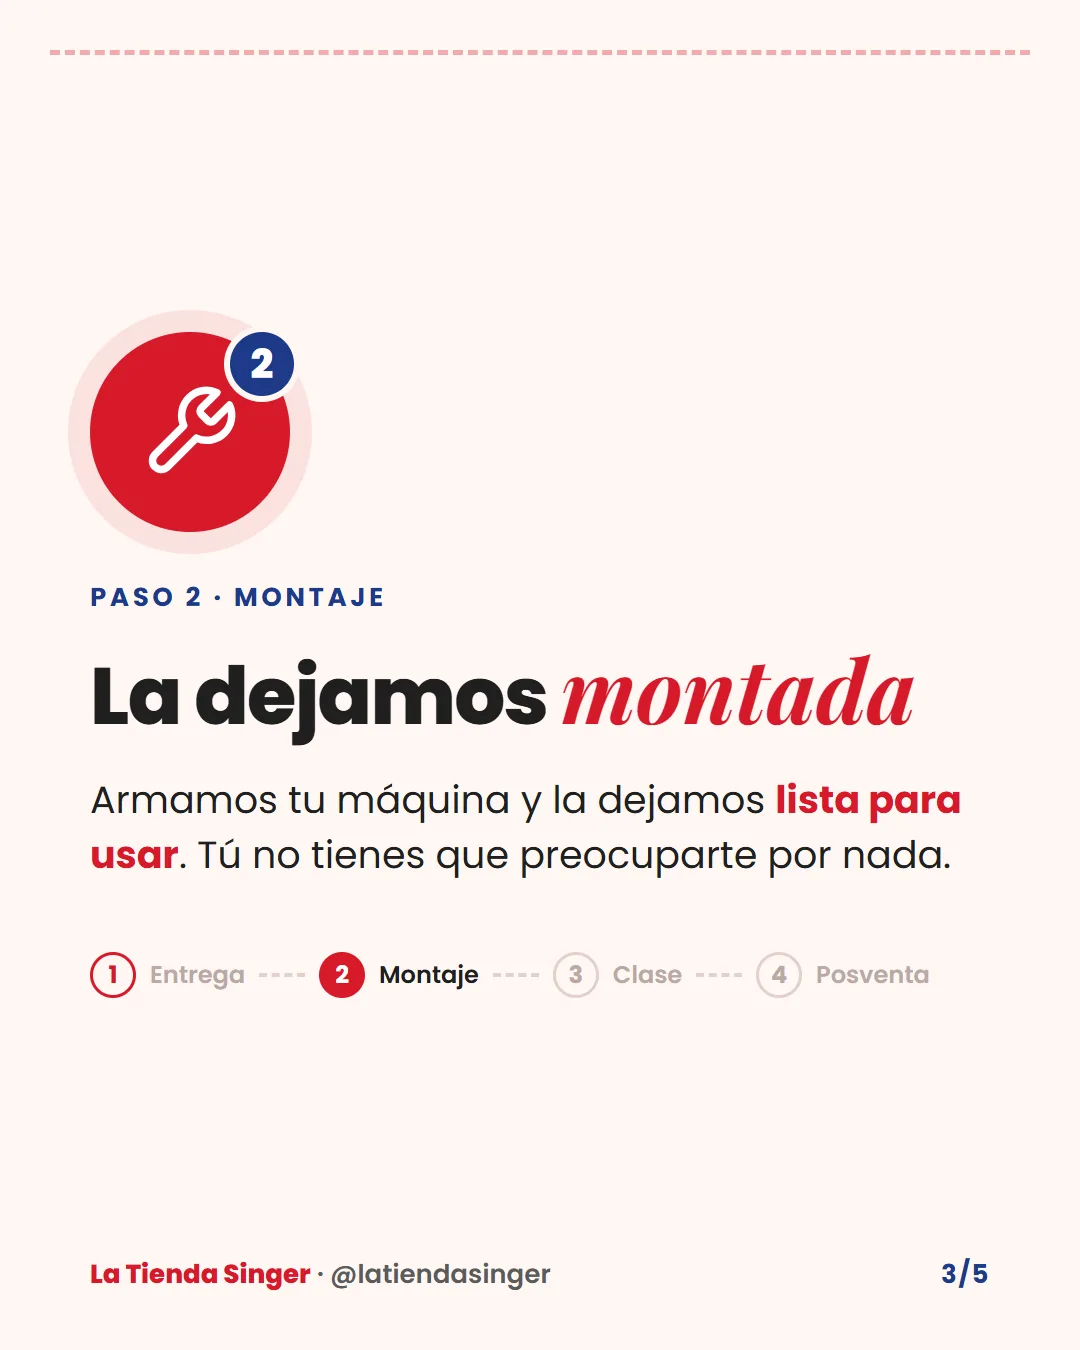 2
PASO 2 · MONTAJE
La dejamos montada
Armamos tu máquina y la dejamos lista para
usar. Tú no tienes que preocuparte por nada.
1 Entrega 2 Montaje 3 Clase 4 Posventa
La Tienda Singer · @latiendasinger 3/5